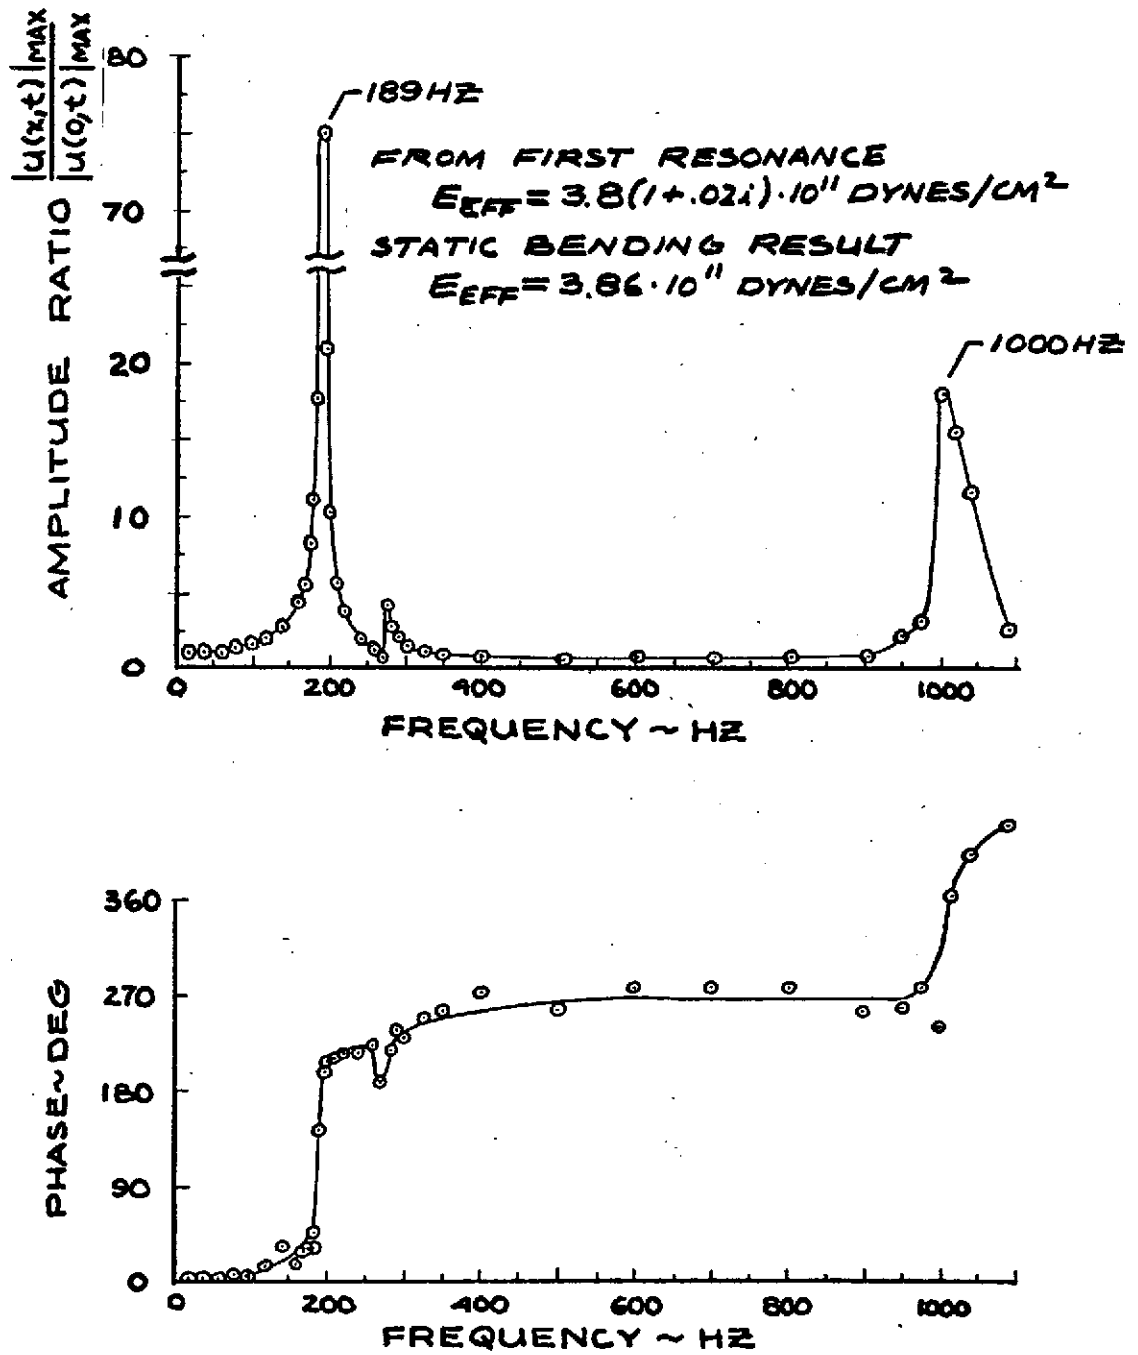 |u(x,t)|MAX
|u(0,t)|MAX
AMPLITUDE RATIO
80
70
20
10
0
189 HZ
FROM FIRST RESONANCE
EEFF = 3.8(1+.02i)·10¹¹ DYNES/CM²
STATIC BENDING RESULT
EEFF = 3.86·10¹¹ DYNES/CM²
1000 HZ
0 200 400 600 800 1000
FREQUENCY ~ HZ
PHASE ~ DEG
360
270
180
90
0
0 200 400 600 800 1000
FREQUENCY ~ HZ